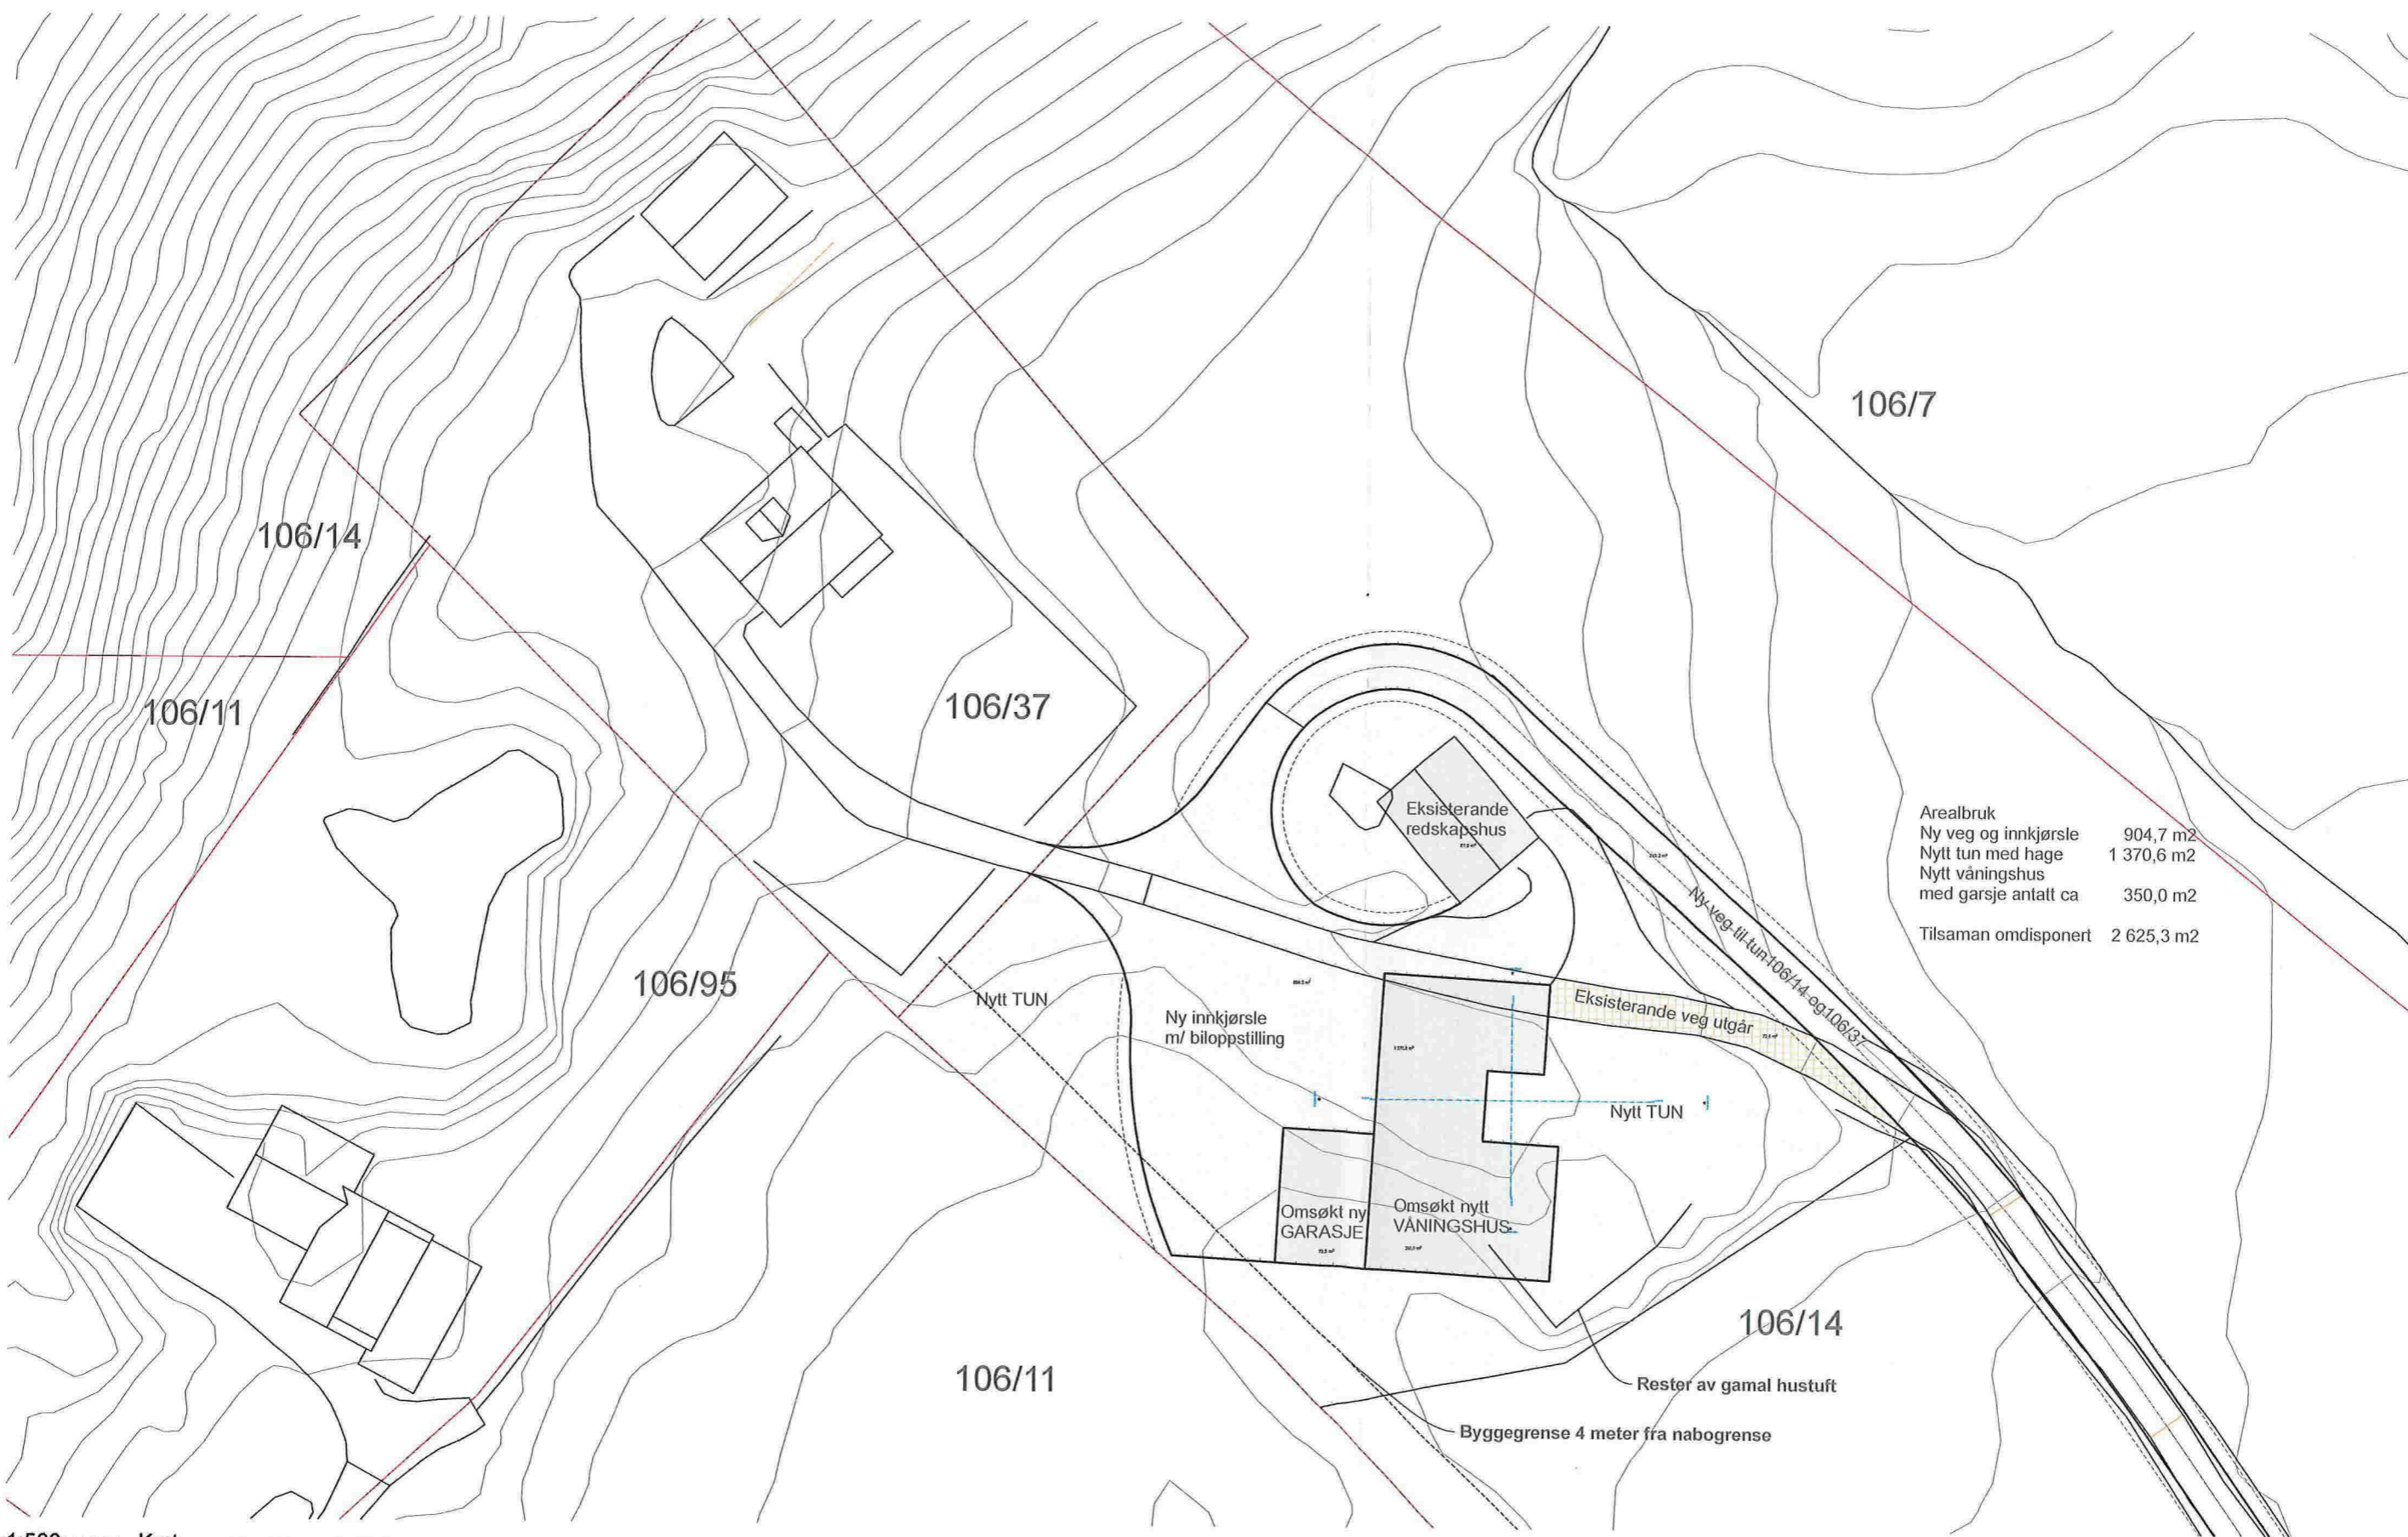 106/7
106/14
106/11
106/37
Eksisterande
redskapshus
Arealbruk
Ny veg og innkjørsle 904,7 m2
Nytt tun med hage 1 370,6 m2
Nytt våningshus
med garsje antatt ca 350,0 m2
Tilsaman omdisponert 2 625,3 m2
Ny veg til tun 106/14 og 106/37
106/95
Nytt TUN
Ny innkjørsle
m/ biloppstilling
Eksisterande veg utgår
Nytt TUN
Omsøkt ny
GARASJE
Omsøkt nytt
VÅNINGSHUS
106/14
106/11
Rester av gamal hustuft
Byggegrense 4 meter fra nabogrense